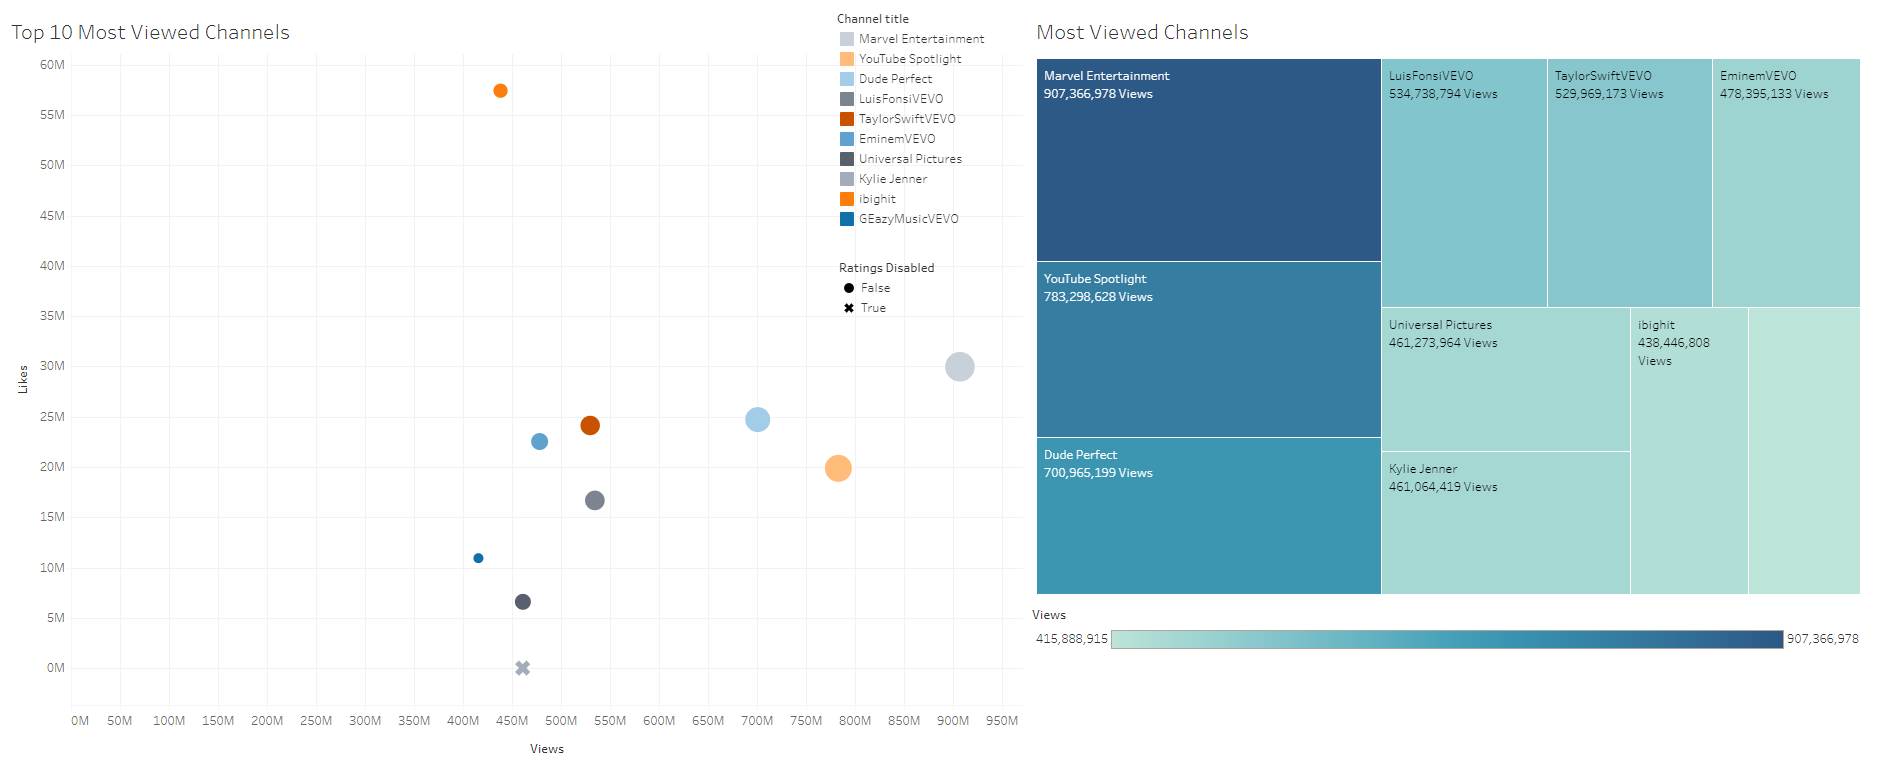 Top 10 Most Viewed Channels
60M
55M
50M
45M
40M
35M
30M
25M
20M
15M
10M
5M
0M
Likes
0M 50M 100M 150M 200M 250M 300M 350M 400M 450M 500M 550M 600M 650M 700M 750M 800M 850M 900M 950M
Views
Channel title
Marvel Entertainment
YouTube Spotlight
Dude Perfect
LuisFonsiVEVO
TaylorSwiftVEVO
EminemVEVO
Universal Pictures
Kylie Jenner
ibighit
GEazyMusicVEVO
Ratings Disabled
False
True
Most Viewed Channels
Marvel Entertainment
907,366,978 Views
YouTube Spotlight
783,298,628 Views
Dude Perfect
700,965,199 Views
LuisFonsiVEVO
534,738,794 Views
TaylorSwiftVEVO
529,969,173 Views
EminemVEVO
478,395,133 Views
Universal Pictures
461,273,964 Views
Kylie Jenner
461,064,419 Views
ibighit
438,446,808
Views
Views
415,888,915 907,366,978